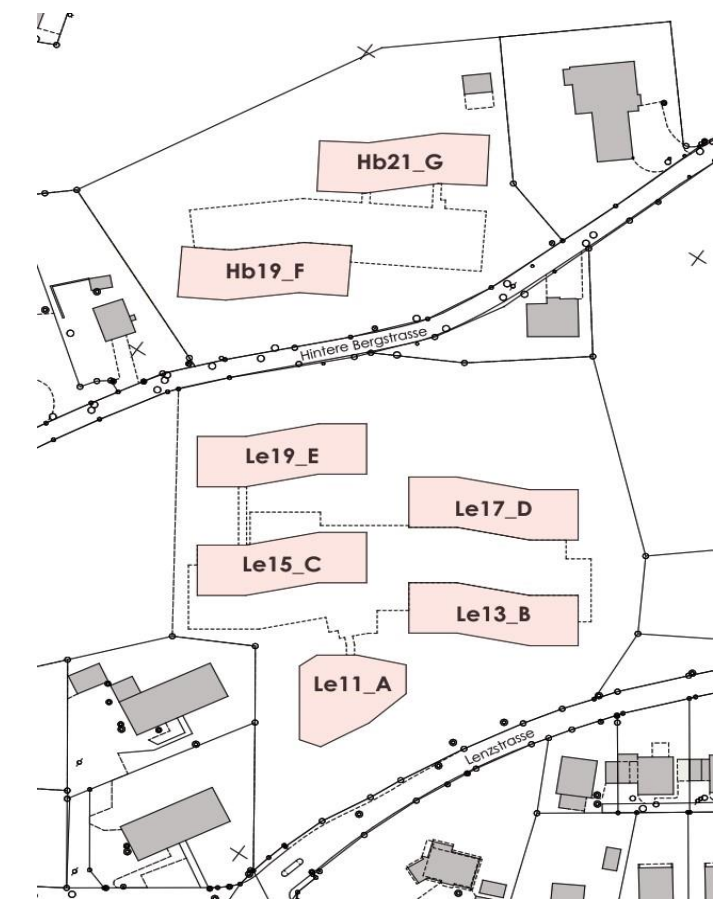 Hb21_G
Hb19_F
Hintere Bergstrasse
Le19_E
Le17_D
Le15_C
Le13_B
Le11_A
Lenzstrasse